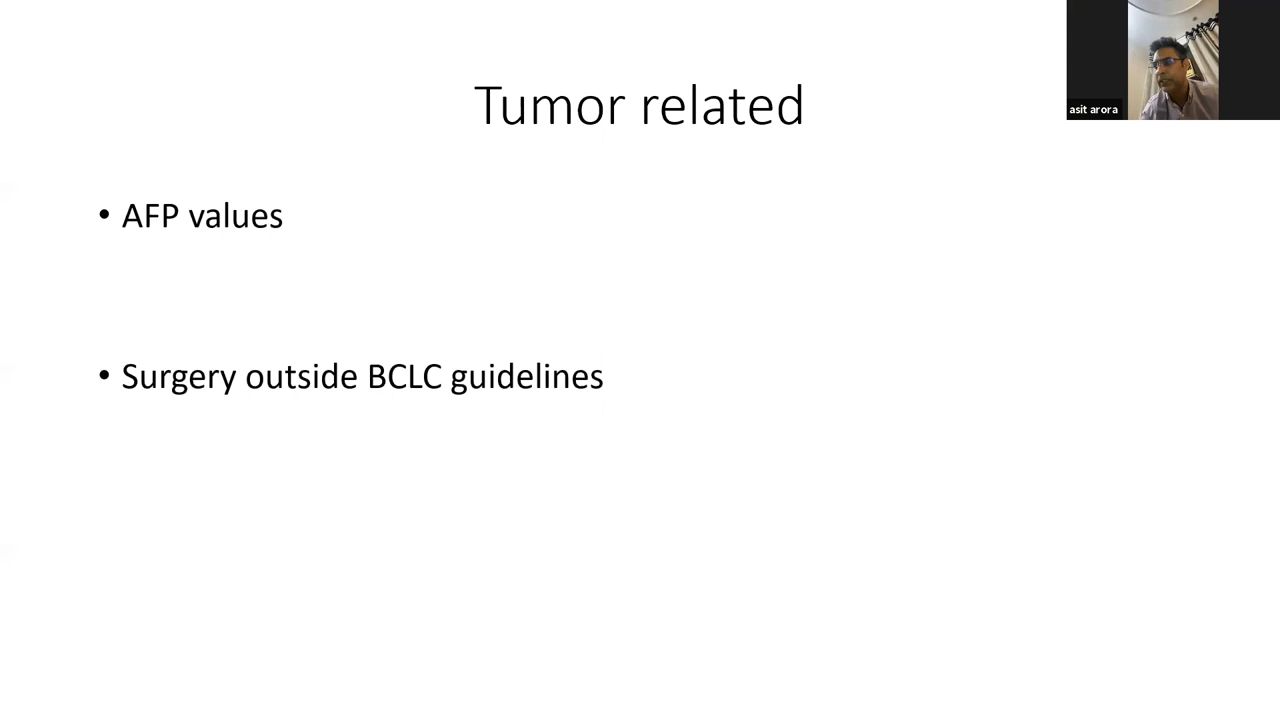 Tumor related
asit arora
• AFP values
• Surgery outside BCLC guidelines